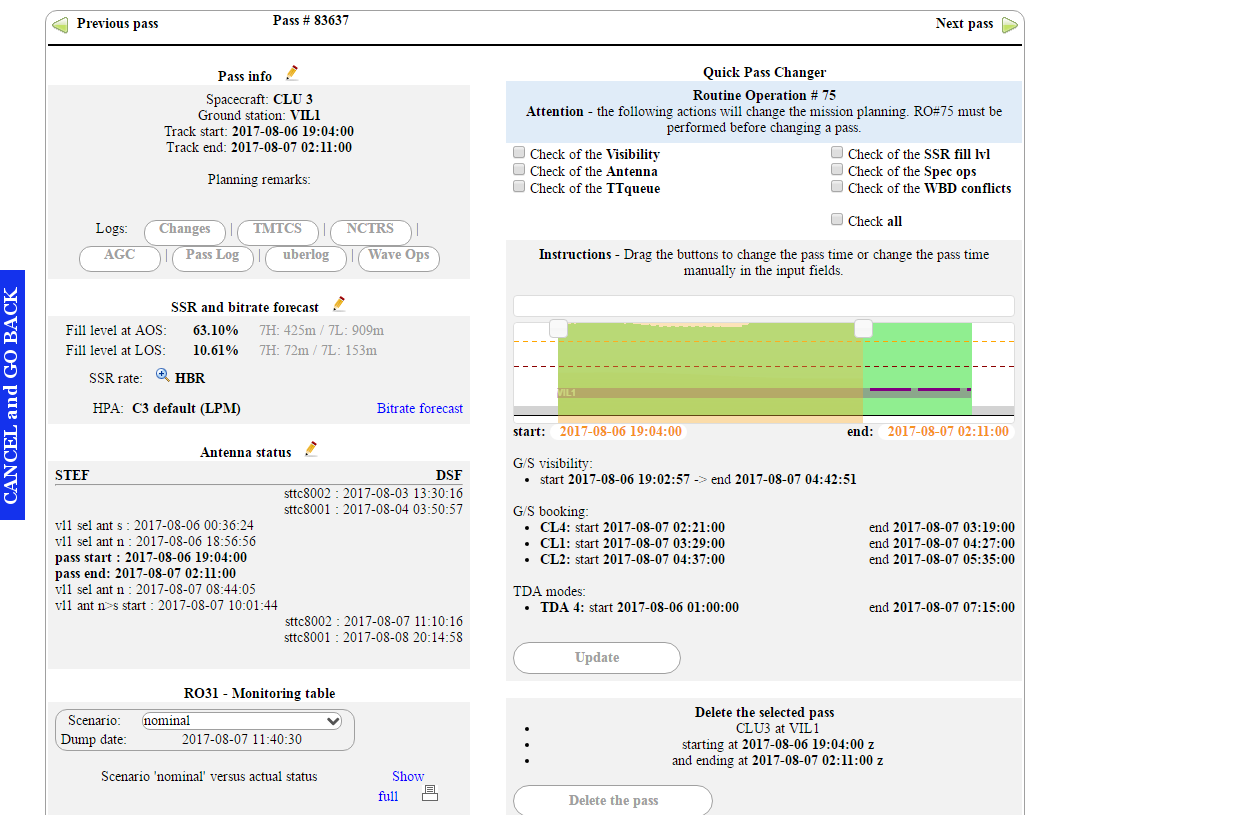 Previous pass
Pass # 83637
Next pass
CANCEL and GO BACK
Pass info
Spacecraft: CLU 3
Ground station: VIL1
Track start: 2017-08-06 19:04:00
Track end: 2017-08-07 02:11:00
Planning remarks:
Logs: Changes | TMTCS | NCTRS |
AGC | Pass Log | uberlog | Wave Ops
SSR and bitrate forecast
Fill level at AOS: 63.10% 7H: 425m / 7L: 909m
Fill level at LOS: 10.61% 7H: 72m / 7L: 153m
SSR rate: HBR
HPA: C3 default (LPM) Bitrate forecast
Antenna status
STEF DSF
sttc8002 : 2017-08-03 13:30:16
sttc8001 : 2017-08-04 03:50:57
vl1 sel ant s : 2017-08-06 00:36:24
vl1 sel ant n : 2017-08-06 18:56:56
pass start : 2017-08-06 19:04:00
pass end: 2017-08-07 02:11:00
vl1 sel ant n : 2017-08-07 08:44:05
vl1 ant n>s start : 2017-08-07 10:01:44
sttc8002 : 2017-08-07 11:10:16
sttc8001 : 2017-08-08 20:14:58
RO31 - Monitoring table
Scenario: nominal
Dump date: 2017-08-07 11:40:30
Scenario 'nominal' versus actual status Show
full
Quick Pass Changer
Routine Operation # 75
Attention - the following actions will change the mission planning. RO#75 must be
performed before changing a pass.
Check of the Visibility Check of the SSR fill lvl
Check of the Antenna Check of the Spec ops
Check of the TTqueue Check of the WBD conflicts
Check all
Instructions - Drag the buttons to change the pass time or change the pass time
manually in the input fields.
VIL1
start: 2017-08-06 19:04:00 end: 2017-08-07 02:11:00
G/S visibility:
• start 2017-08-06 19:02:57 -> end 2017-08-07 04:42:51
G/S booking:
• CL4: start 2017-08-07 02:21:00 end 2017-08-07 03:19:00
• CL1: start 2017-08-07 03:29:00 end 2017-08-07 04:27:00
• CL2: start 2017-08-07 04:37:00 end 2017-08-07 05:35:00
TDA modes:
• TDA 4: start 2017-08-06 01:00:00 end 2017-08-07 07:15:00
Update
Delete the selected pass
• CLU3 at VIL1
• starting at 2017-08-06 19:04:00 z
• and ending at 2017-08-07 02:11:00 z
Delete the pass